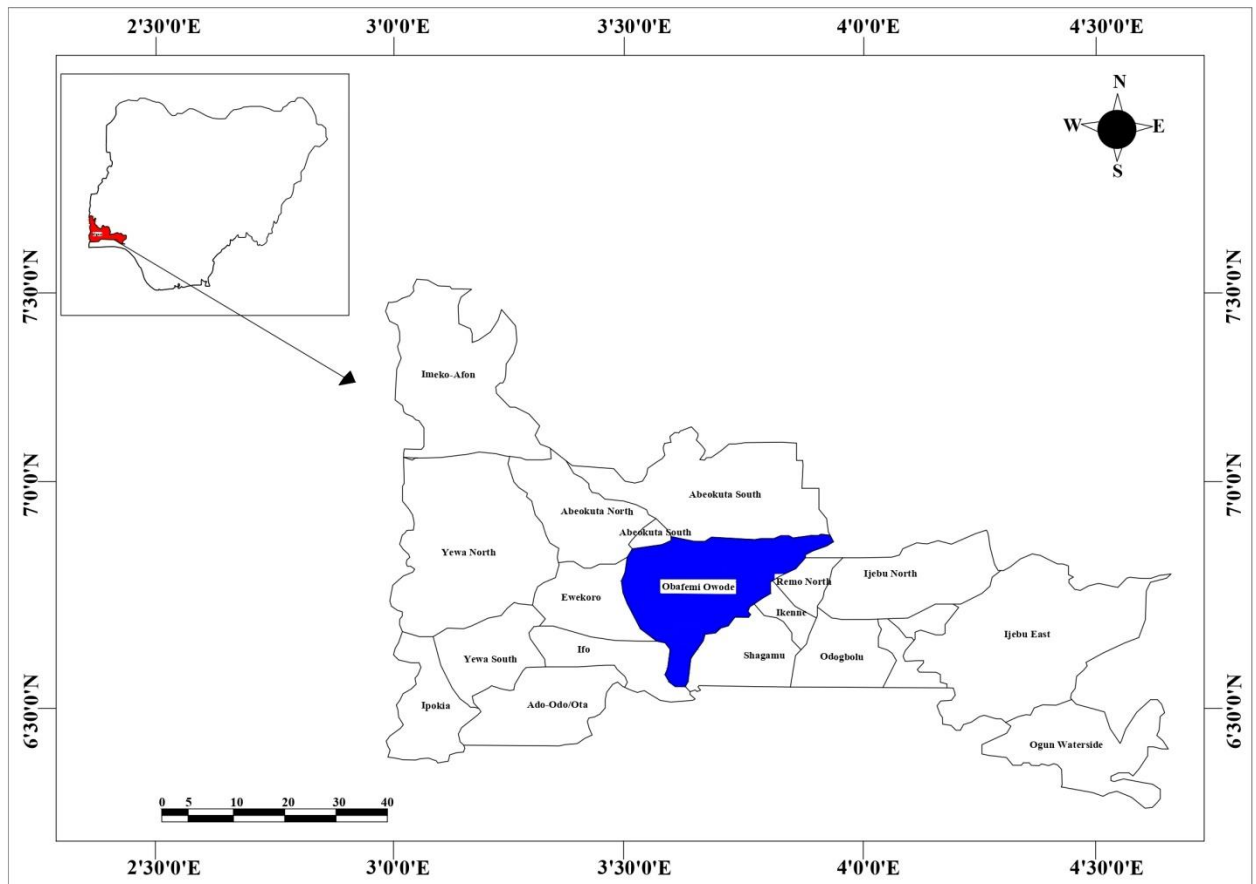 2'30'0'E 3'0'0'E 3'30'0'E 4'0'0'E 4'30'0'E
N
W E
S
7'30'0'N 7'30'0'N
Imeko-Afon
7'0'0'N 7'0'0'N
Abeokuta South
Abeokuta North
Abeokuta South
Yewa North
Ijebu North
Remo North
Obafemi Owode
Ewekoro
Ikenne
Ijebu East
Ifo
Shagamu
Odogbolu
Yewa South
Ipokia
Ado-Odo/Ota
6'30'0'N 6'30'0'N
Ogun Waterside
0 5 10 20 30 40
2'30'0'E 3'0'0'E 3'30'0'E 4'0'0'E 4'30'0'E